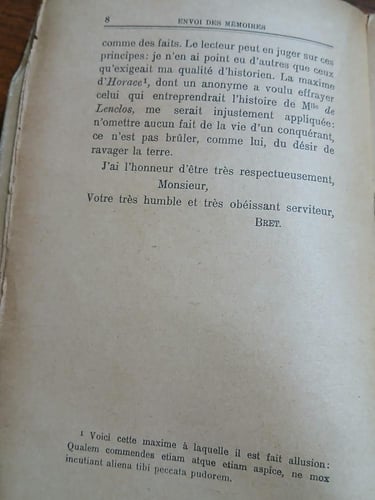 8 ENVOI DES MÉMOIRES
comme des faits. Le lecteur peut en juger sur ces
principes: je n'en ai point eu d'autres que ceux
qu'exigeait ma qualité d'historien. La maxime
d'Horace¹, dont un anonyme a voulu effrayer
celui qui entreprendrait l'histoire de Mlle de
Lenclos, me serait injustement appliquée;
n'omettre aucun fait de la vie d'un conquérant,
ce n'est pas brûler, comme lui, du désir de
ravager la terre.
J'ai l'honneur d'être très respectueusement,
Monsieur,
Votre très humble et très obéissant serviteur,
BRET.
1 Voici cette maxime à laquelle il est fait allusion:
Qualem commendes etiam atque etiam aspice, ne mox
incutiant aliena tibi peccata pudorem.